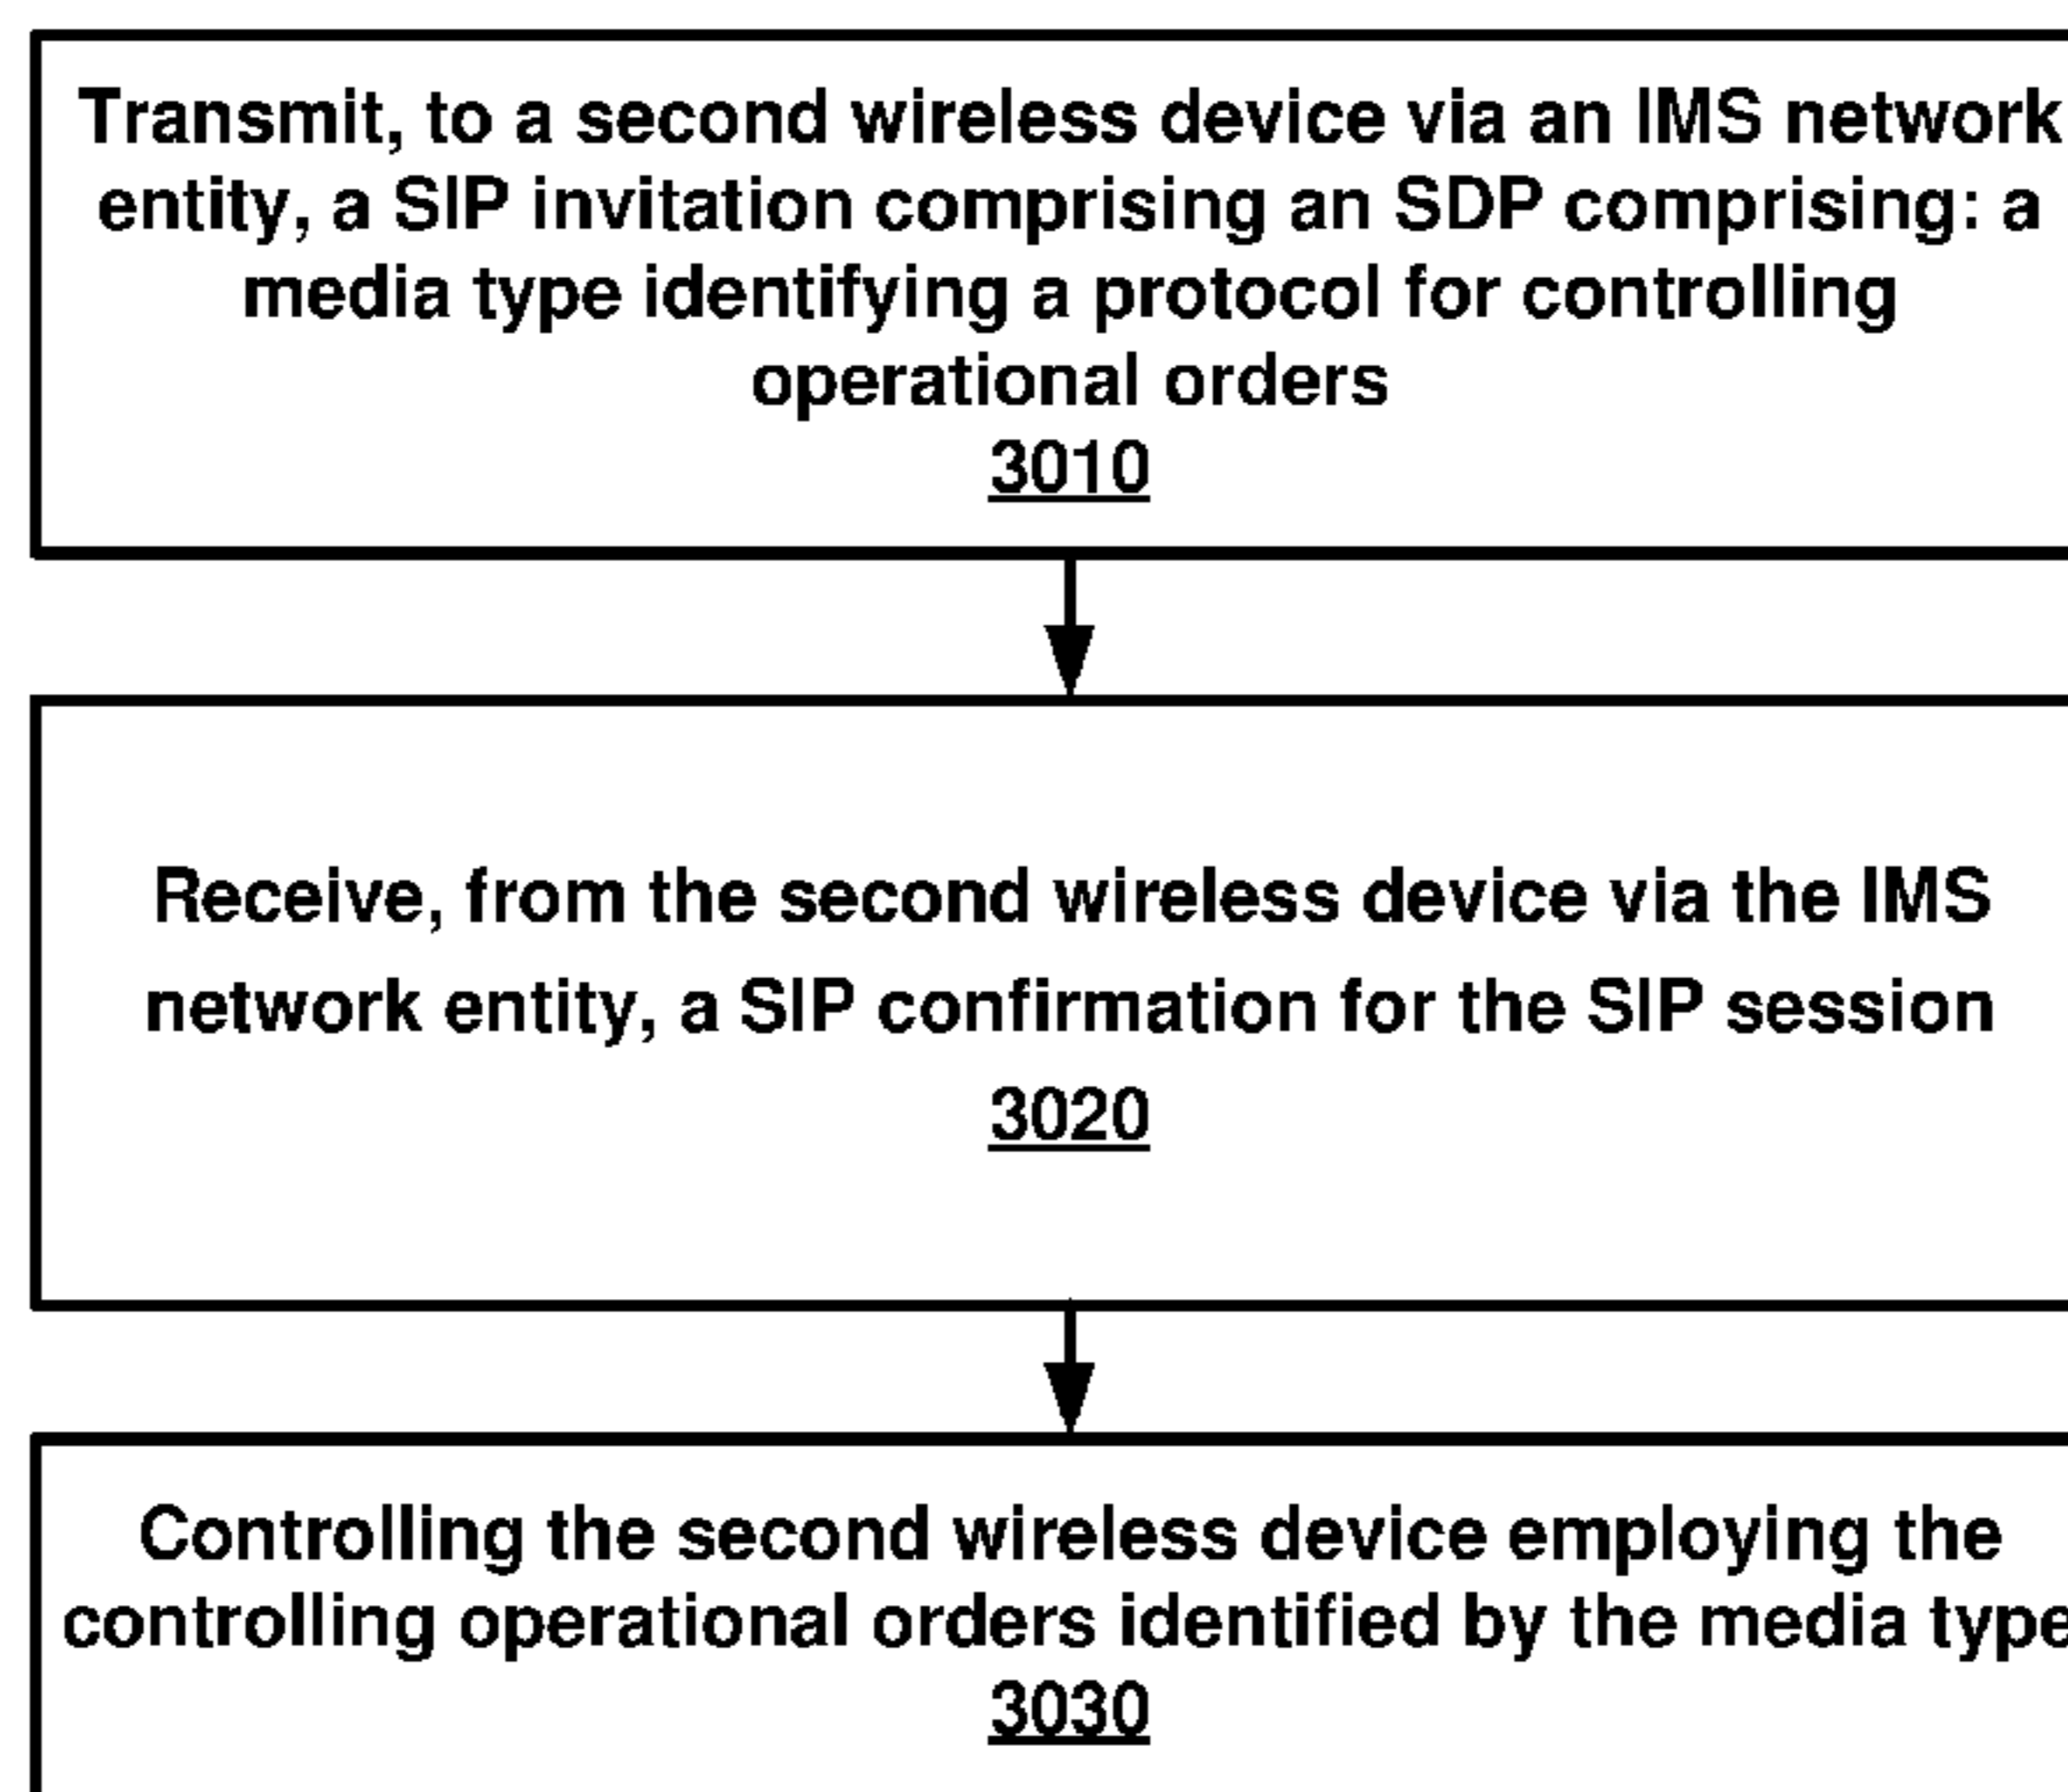 Transmit, to a second wireless device via an IMS network
entity, a SIP invitation comprising an SDP comprising: a
media type identifying a protocol for controlling
operational orders
3010
Receive, from the second wireless device via the IMS
network entity, a SIP confirmation for the SIP session
3020
Controlling the second wireless device employing the
controlling operational orders identified by the media type
3030